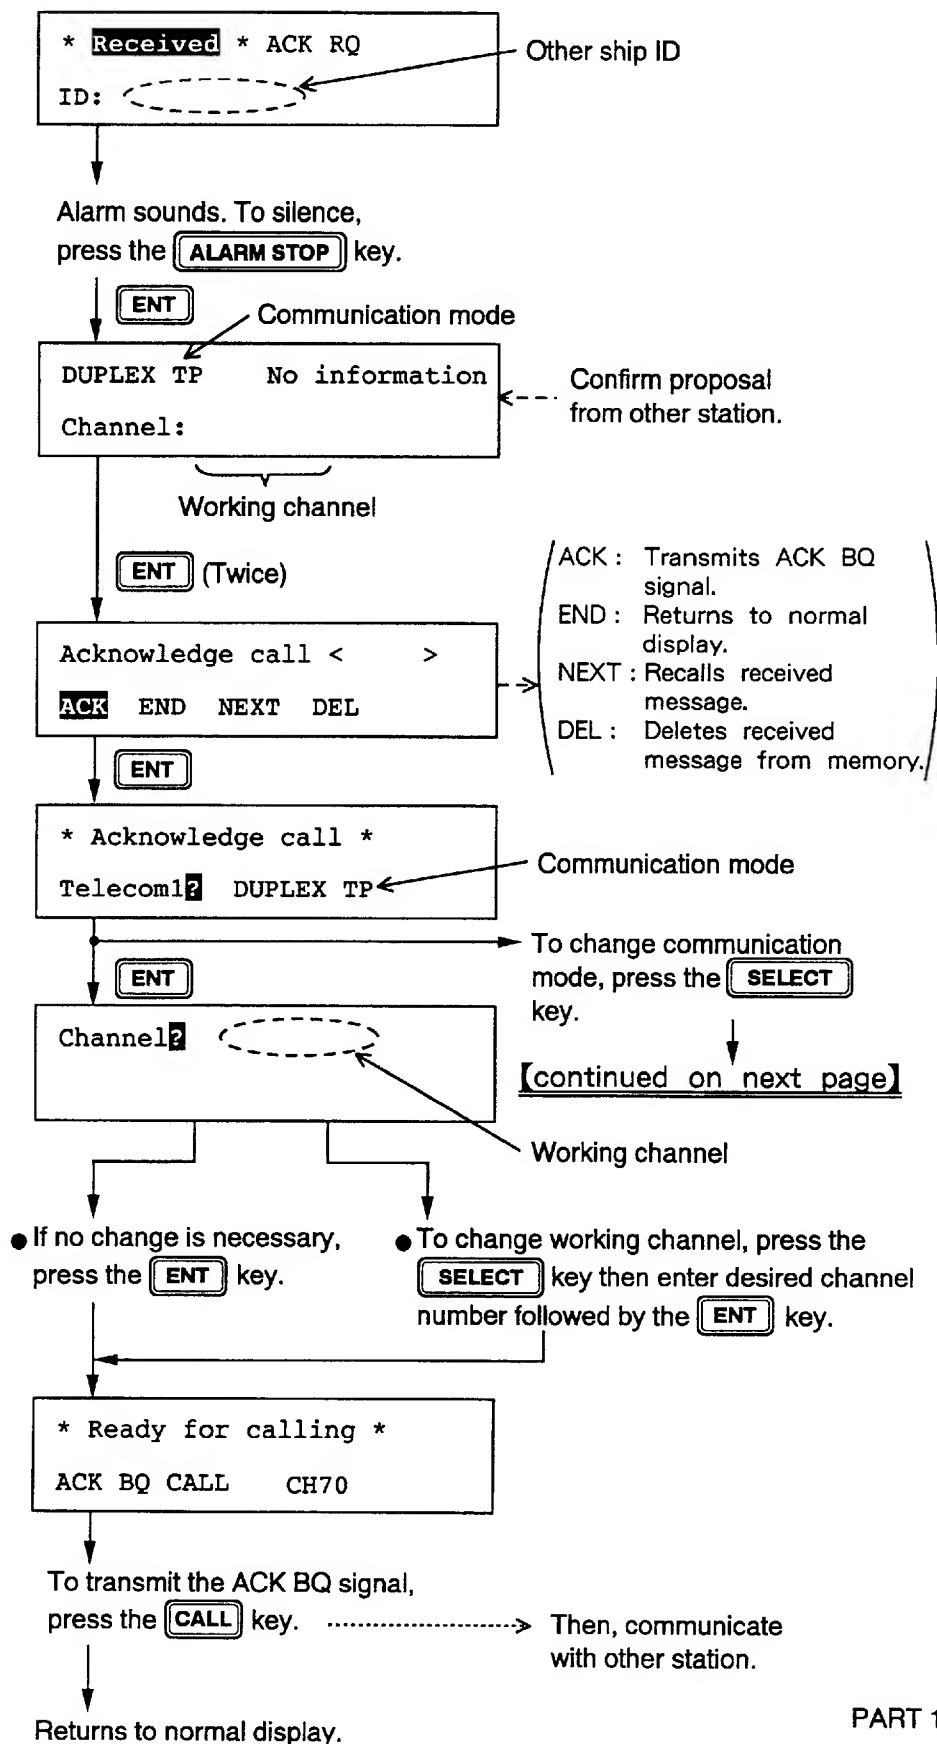 * Received * ACK RQ
Other ship ID
ID:
Alarm sounds. To silence,
press the ALARM STOP key.
ENT
Communication mode
DUPLEX TP No information
Channel:
Confirm proposal
from other station.
Working channel
ENT (Twice)
ACK : Transmits ACK BQ
signal.
END : Returns to normal
display.
NEXT : Recalls received
message.
DEL : Deletes received
message from memory.
Acknowledge call < >
ACK END NEXT DEL
ENT
* Acknowledge call *
Telecom1? DUPLEX TP
Communication mode
To change communication
mode, press the SELECT
key.
【continued on next page】
ENT
Channel?
Working channel
● If no change is necessary,
press the ENT key.
● To change working channel, press the
SELECT key then enter desired channel
number followed by the ENT key.
* Ready for calling *
ACK BQ CALL CH70
To transmit the ACK BQ signal,
press the CALL key.
Then, communicate
with other station.
Returns to normal display.
PART 1